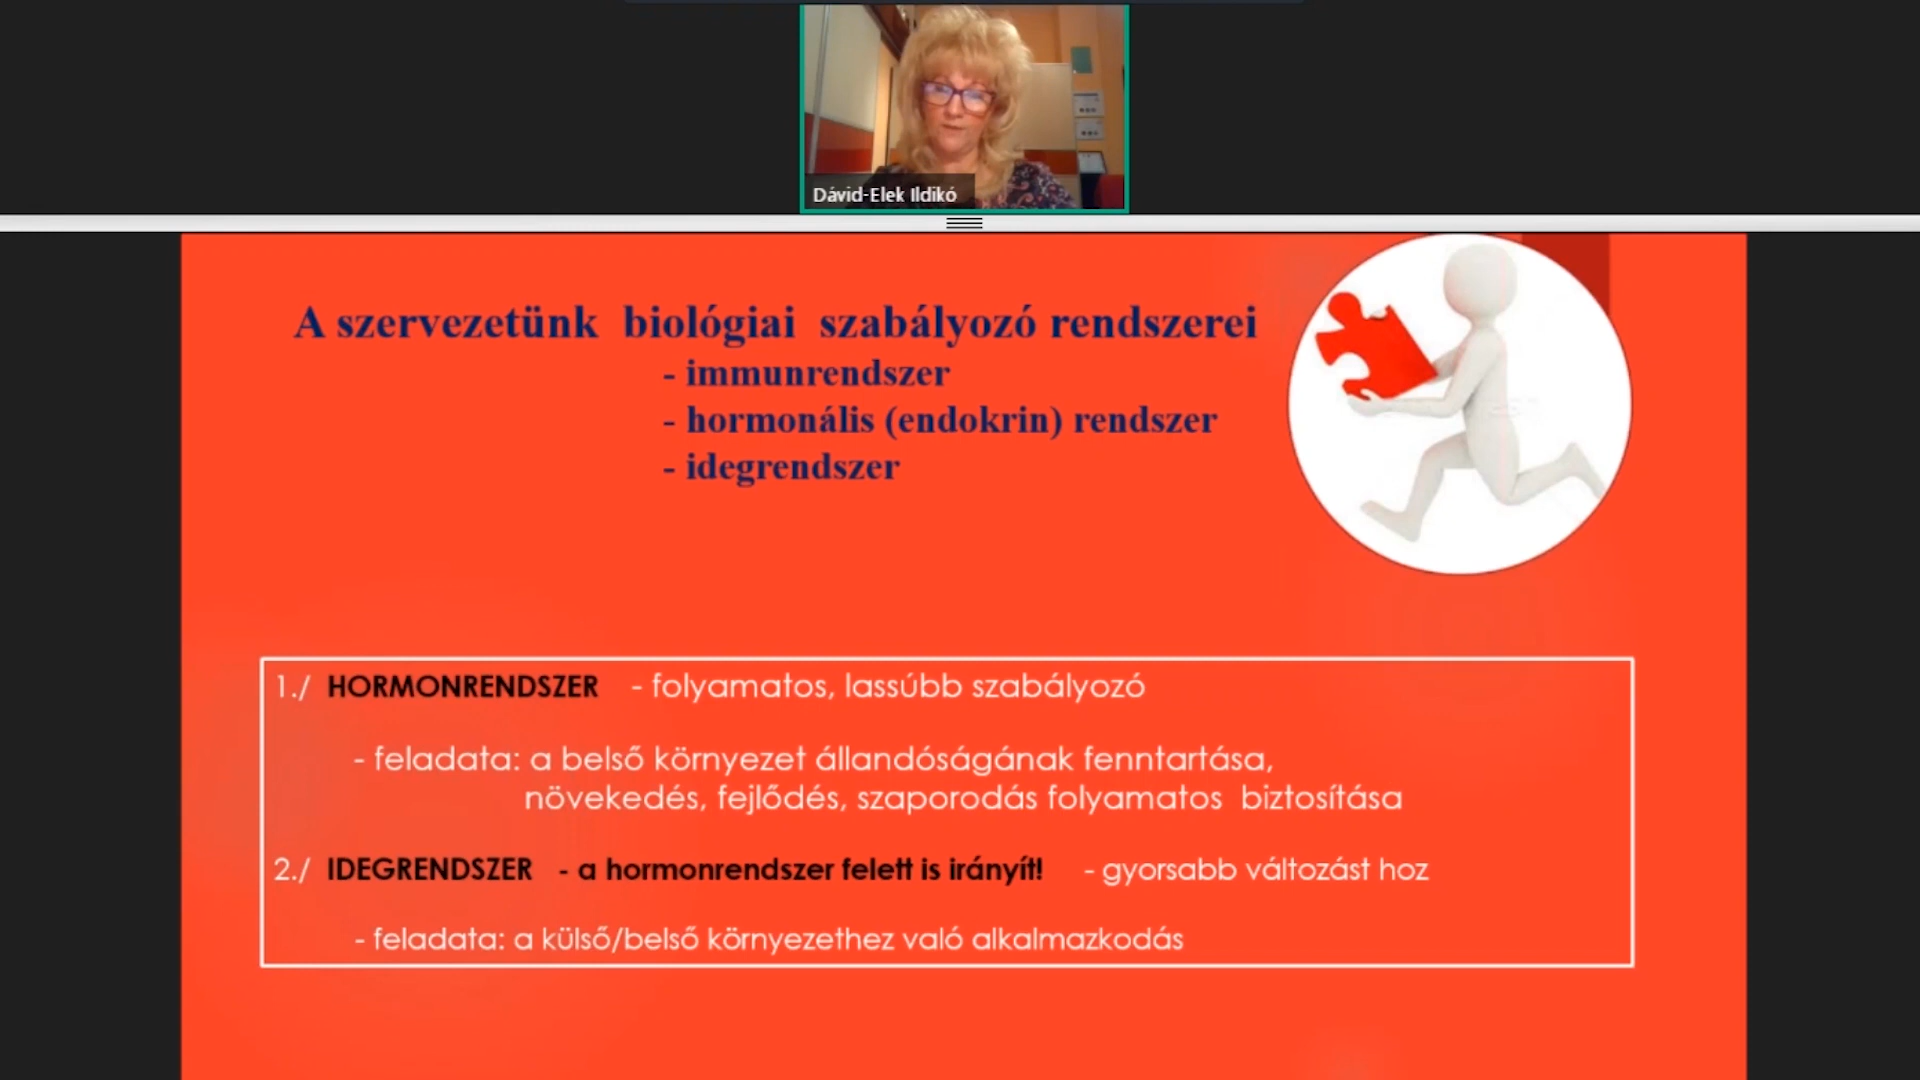 Dávid-Elek Ildikó
A szervezetünk biológiai szabályozó rendszerei
- immunrendszer
- hormonális (endokrin) rendszer
- idegrendszer
1./ HORMONRENDSZER - folyamatos, lassúbb szabályozó
- feladata: a belső környezet állandóságának fenntartása,
növekedés, fejlődés, szaporodás folyamatos biztosítása
2./ IDEGRENDSZER - a hormonrendszer felett is irányít! - gyorsabb változást hoz
- feladata: a külső/belső környezethez való alkalmazkodás